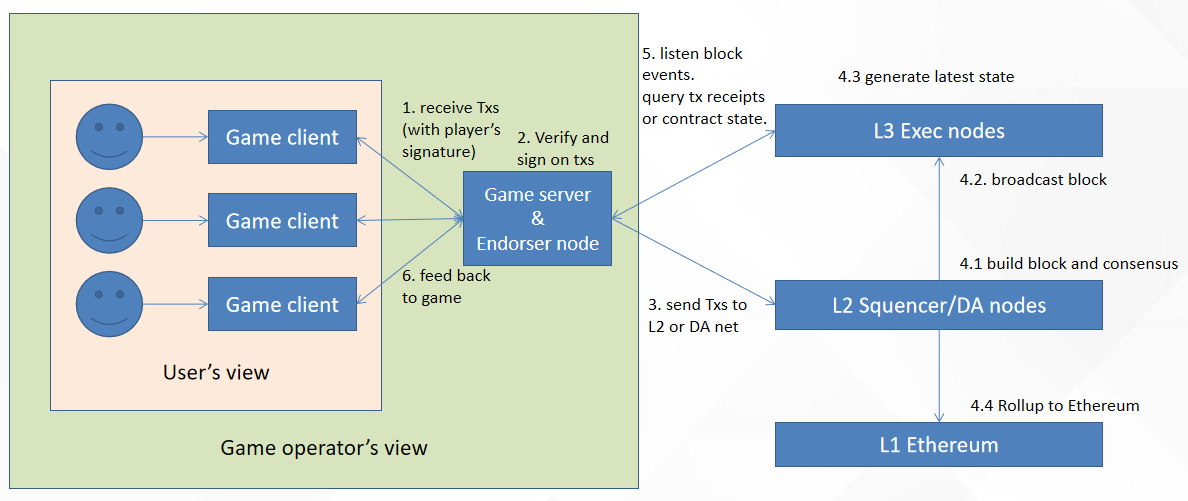 5. listen block
events.
query tx receipts
or contract state.
4.3 generate latest state
1. receive Txs
(with player's
signature)
2. Verify and
sign on txs
Game client
L3 Exec nodes
4.2. broadcast block
Game server
&
Endorser node
Game client
4.1 build block and consensus
6. feed back
to game
Game client
3. send Txs to
L2 or DA net
L2 Squencer/DA nodes
User's view
4.4 Rollup to Ethereum
Game operator's view
L1 Ethereum